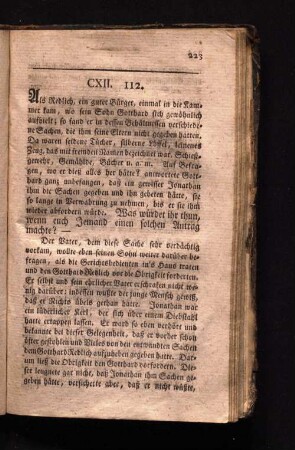 223
CXII. 112.
Als Redlich, ein guter Bürger, einmal in die Kam-
mer kam, wo sein Sohn Gotthard sich gewöhnlich
aufhielt; so fand er in dessen Behältnissen verschiede-
ne Sachen, die ihm seine Eltern nicht gegeben hatten.
Da waren seidene Tücher, silberne Löffel, leinenes
Zeug, das mit fremden Namen bezeichnet war, Schieß-
gewehr, Gemählde, Bücher u. a. m. Auf Befra-
gen, wo er dieß alles her hätte? antwortete Gott-
hard ganz unbefangen, daß ein gewisser Jonathan
ihm die Sachen gegeben und ihn gebeten hätte, sie
so lange in Verwahrung zu nehmen, bis er sie ihm
wieder abfordern würde. Was würdet ihr thun,
wenn euch Jemand einen solchen Antrag
machte? —
Der Vater, dem diese Sache sehr verdächtig
vorkam, wollte eben seinen Sohn weiter darüber be-
fragen, als die Gerichtsbedienten in's Haus traten
und den Gotthard Redlich vor die Obrigkeit forderten.
Er selbst und sein ehrlicher Vater erschraken nicht we-
nig darüber: indessen wußte der junge Mensch gewiß,
daß er Nichts übels gethan hatte. Jonathan war
ein lüderlicher Kerl, der sich über einem Diebstahl
hatte ertappen lassen. Er ward so eben verhört und
bekannte bei dieser Gelegenheit, daß er vorher schon
öfter gestohlen und Vieles von den entwandten Sachen
dem Gotthard Redlich aufzuheben gegeben hätte. Dar-
um ließ die Obrigkeit den Gotthard vorfordern. Die-
ser leugnete gar nicht, daß Jonathan ihm Sachen ge-
geben hätte, versicherte aber, daß er nicht wüßte,